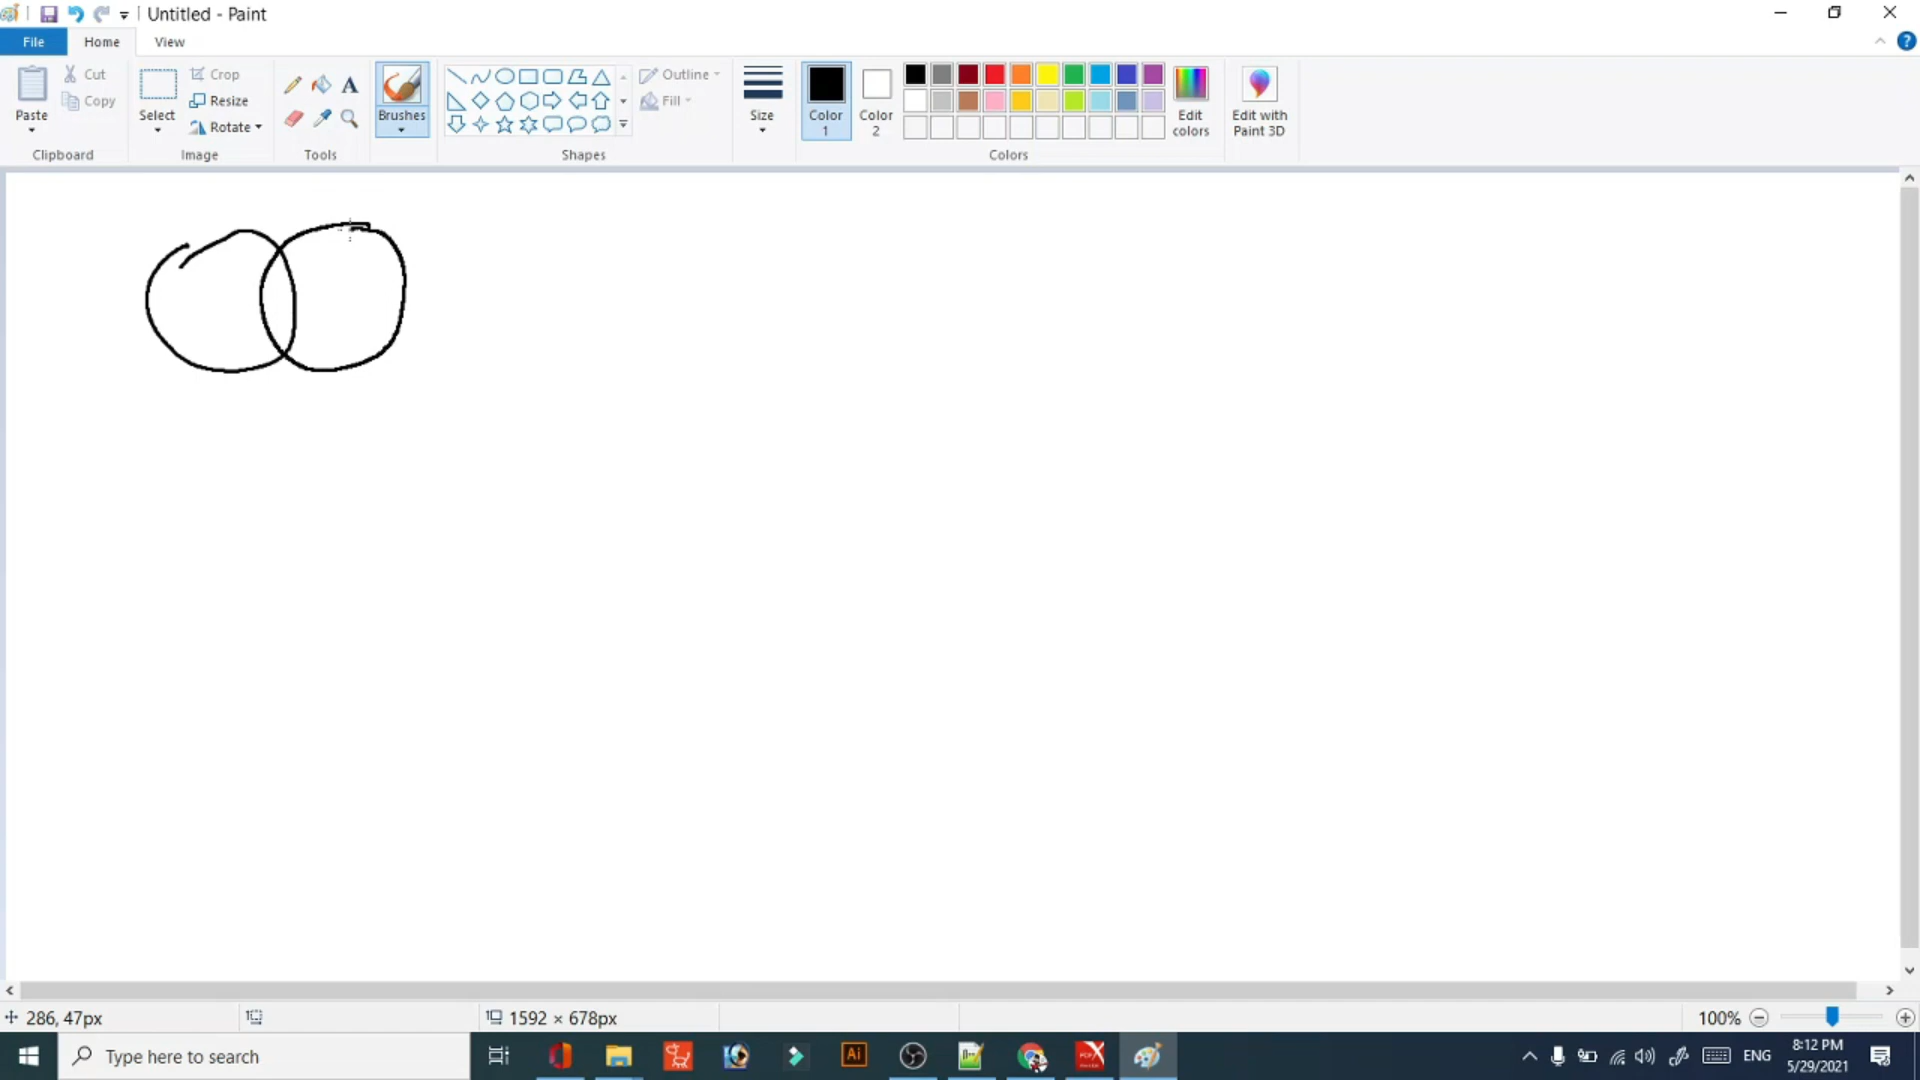 Untitled - Paint
File Home View
Paste
Cut
Copy
Clipboard
Select
Crop
Resize
Rotate
Image
A
Tools
Brushes
Shapes
Outline
Fill
Size
Color 1
Color 2
Colors
Edit colors
Edit with Paint 3D
?
286, 47px
1592 × 678px
100%
Type here to search
Ai
ENG
8:12 PM
5/29/2021